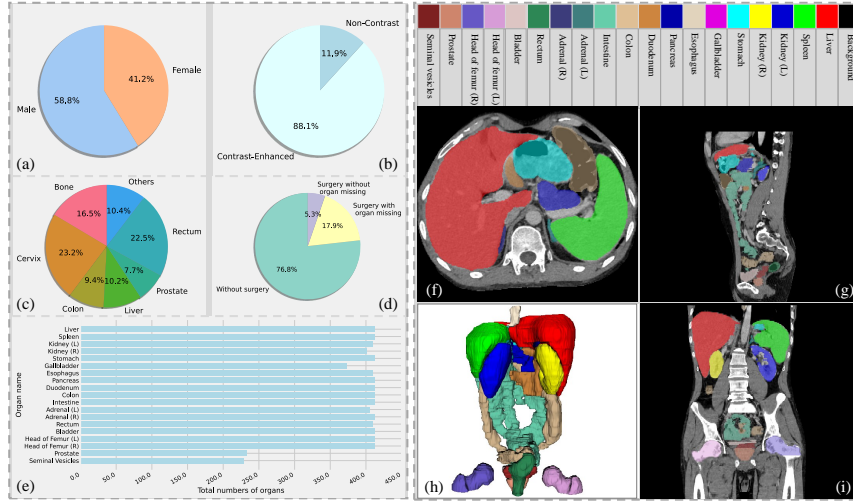 Female
41,2%
Male
58,8%
(a)
Non-Contrast
11,9%
88.1%
Contrast-Enhanced
(b)
Bone
Others
16.5%
10.4%
Rectum
22.5%
Cervix
23.2%
7.7%
Prostate
9.4%
10.2%
Colon
Liver
(c)
Surgery without
organ missing
Surgery with
organ missing
5,3%
17.9%
76.8%
Without surgery
(d)
Organ name
Liver
Spleen
Kidney (L)
Kidney (R)
Stomach
Gallbladder
Esophagus
Pancreas
Duodenum
Colon
Intestine
Adrenal (L)
Adrenal (R)
Rectum
Bladder
Head of Femur (L)
Head of Femur (R)
Prostate
Seminal Vesicles
0.0
50.0
100.0
150.0
200.0
250.0
300.0
350.0
400.0
450.0
Total numbers of organs
(e)
Seminal vesicles
Prostate
Head of femur (R)
Head of femur (L)
Bladder
Rectum
Adrenal (R)
Adrenal (L)
Intestine
Colon
Duodenum
Pancreas
Esophagus
Gallbladder
Stomach
Kidney (R)
Kidney (L)
Spleen
Liver
Background
(f)
(g)
(h)
(i)